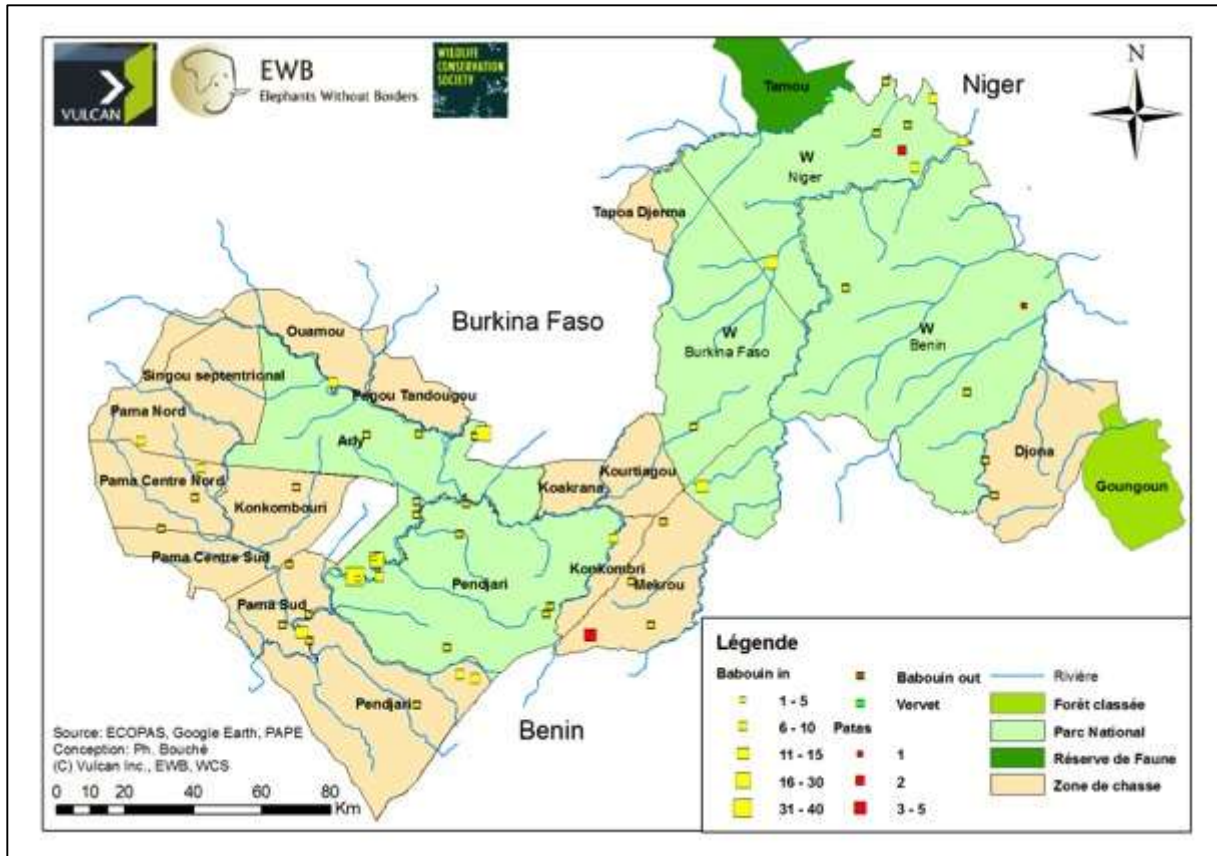 VULCAN
EWB
Elephants Without Borders
WILDLIFE
CONSERVATION
SOCIETY
N
Niger
Tamou
W
Niger
Tapoa Djerma
Burkina Faso
Ouamou
Singou septentrional
Pagou Tandougou
W
Burkina Faso
W
Benin
Pama Nord
Arly
Djona
Kourtiagou
Pama Centre Nord
Koakrana
Goungoun
Konkombouri
Pama Centre Sud
Konkombri
Pendjari
Mekrou
Pama Sud
Pendjari
Benin
Source: ECOPAS, Google Earth, PAPE
Conception: Ph. Bouché
(C) Vulcan Inc., EWB, WCS
0 10 20 40 60 80
Km
Légende
Babouin in
1 - 5
6 - 10
11 - 15
16 - 30
31 - 40
Babouin out
Vervet
Patas
1
2
3 - 5
Rivière
Forêt classée
Parc National
Réserve de Faune
Zone de chasse